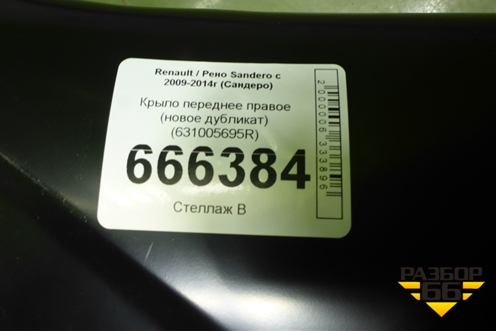 Renault / Рено Sandero с
2009-2014г (Сандеро)
Крыло переднее правое
(новое дубликат)
(631005695R)
666384
Стеллаж В
2000006333896
РАЗБОР
66